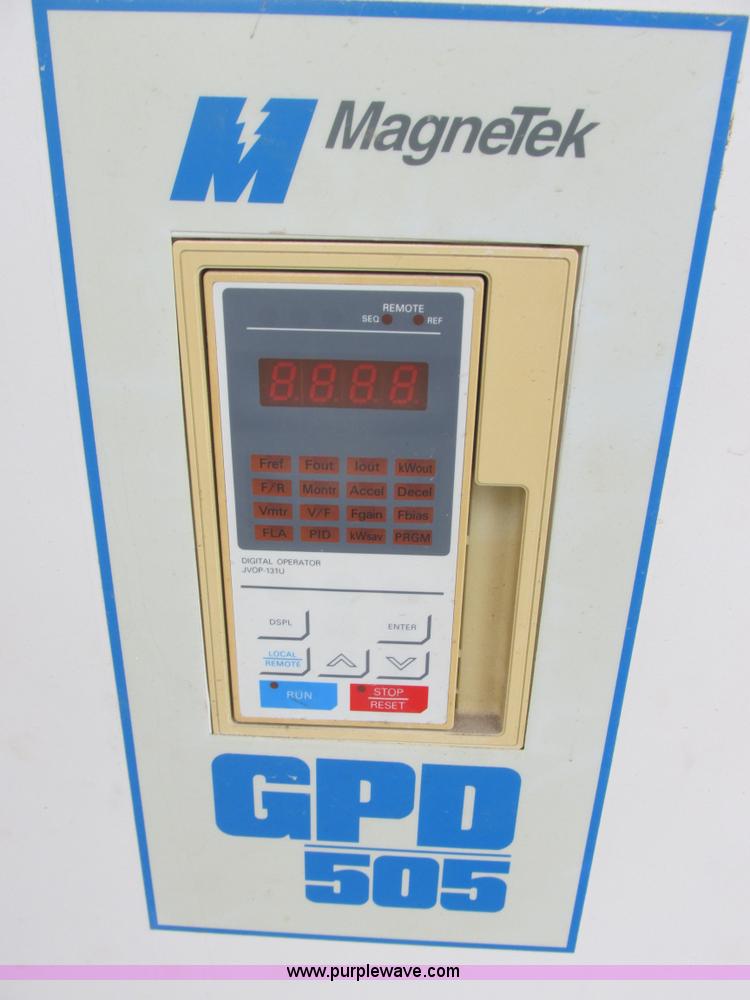 M MagneTek
REMOTE
SEQ REF
8.8.8.8.
Fref Fout Iout kWout
F/R Montr Accel Decel
Vmtr V/F Fgain Fbias
FLA PID kWsav PRGM
DIGITAL OPERATOR
JVOP-131U
DSPL ENTER
LOCAL
REMOTE
RUN STOP
RESET
GPD
505
www.purplewave.com